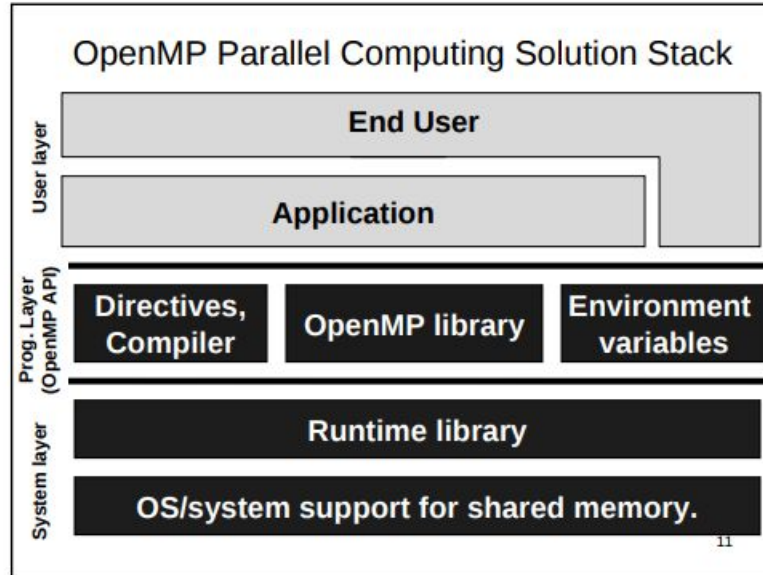 OpenMP Parallel Computing Solution Stack
User layer
End User
Application
Prog. Layer
(OpenMP API)
Directives,
Compiler
OpenMP library
Environment
variables
System layer
Runtime library
OS/system support for shared memory.
11